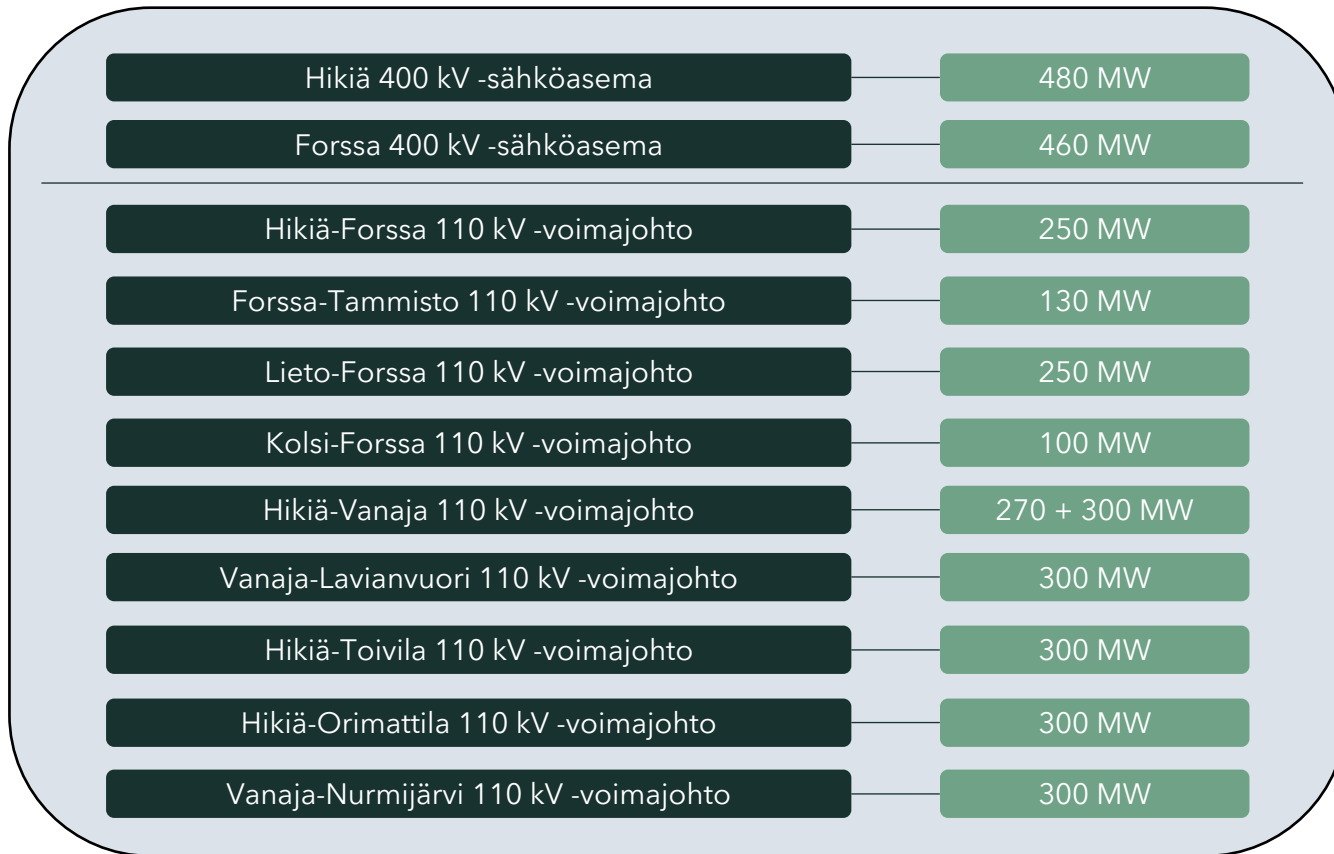 Hikiä 400 kV -sähköasema 480 MW
Forssa 400 kV -sähköasema 460 MW
Hikiä-Forssa 110 kV -voimajohto 250 MW
Forssa-Tammisto 110 kV -voimajohto 130 MW
Lieto-Forssa 110 kV -voimajohto 250 MW
Kolsi-Forssa 110 kV -voimajohto 100 MW
Hikiä-Vanaja 110 kV -voimajohto 270 + 300 MW
Vanaja-Lavianvuori 110 kV -voimajohto 300 MW
Hikiä-Toivila 110 kV -voimajohto 300 MW
Hikiä-Orimattila 110 kV -voimajohto 300 MW
Vanaja-Nurmijärvi 110 kV -voimajohto 300 MW